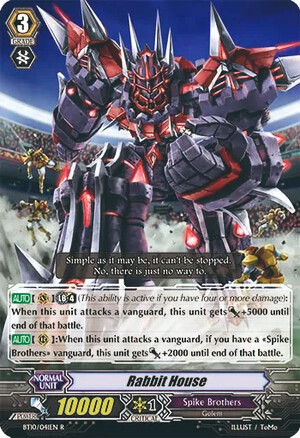 3
GRADE
Simple as it may be, it can't be stopped.
No, there is just no way to.
AUTO [ ] LB 4 (This ability is active if you have four or more damage):
When this unit attacks a vanguard, this unit gets +5000 until
end of that battle.
AUTO [ ]:When this unit attacks a vanguard, if you have a «Spike
Brothers» vanguard, this unit gets +2000 until end of that battle.
NORMAL
UNIT
Rabbit House
POWER
10000
1
CRITICAL
Spike Brothers
Golem
BT10/041EN R
ILLUST / ToMo